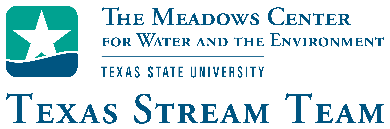 The Meadows Center
for Water and the Environment
TEXAS STATE UNIVERSITY
Texas Stream Team